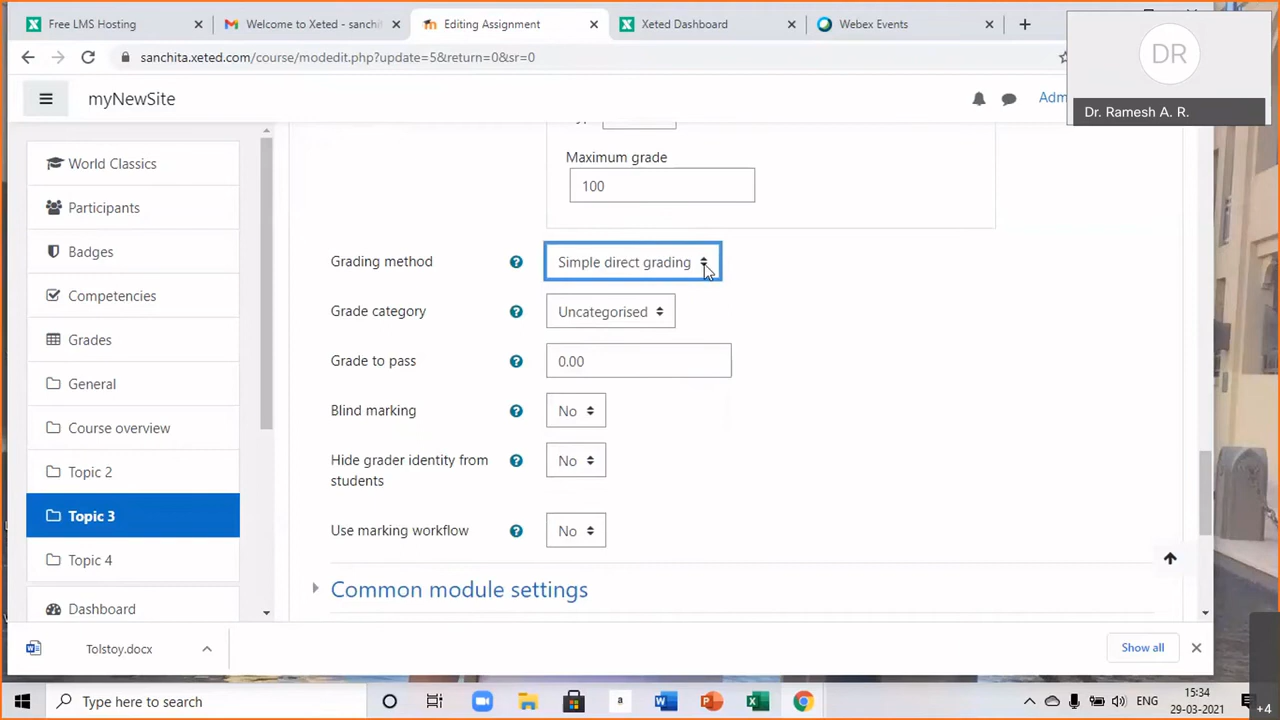 Free LMS Hosting
Welcome to Xeted - sanchit
Editing Assignment
Xeted Dashboard
Webex Events
sanchita.xeted.com/course/modedit.php?update=5&return=0&sr=0
DR
Dr. Ramesh A. R.
myNewSite
Adm
World Classics
Participants
Badges
Competencies
Grades
General
Course overview
Topic 2
Topic 3
Topic 4
Dashboard
Maximum grade
100
Grading method
Simple direct grading
Grade category
Uncategorised
Grade to pass
0.00
Blind marking
No
Hide grader identity from
students
No
Use marking workflow
No
Common module settings
Tolstoy.docx
Show all
Type here to search
ENG
15:34
29-03-2021
+4